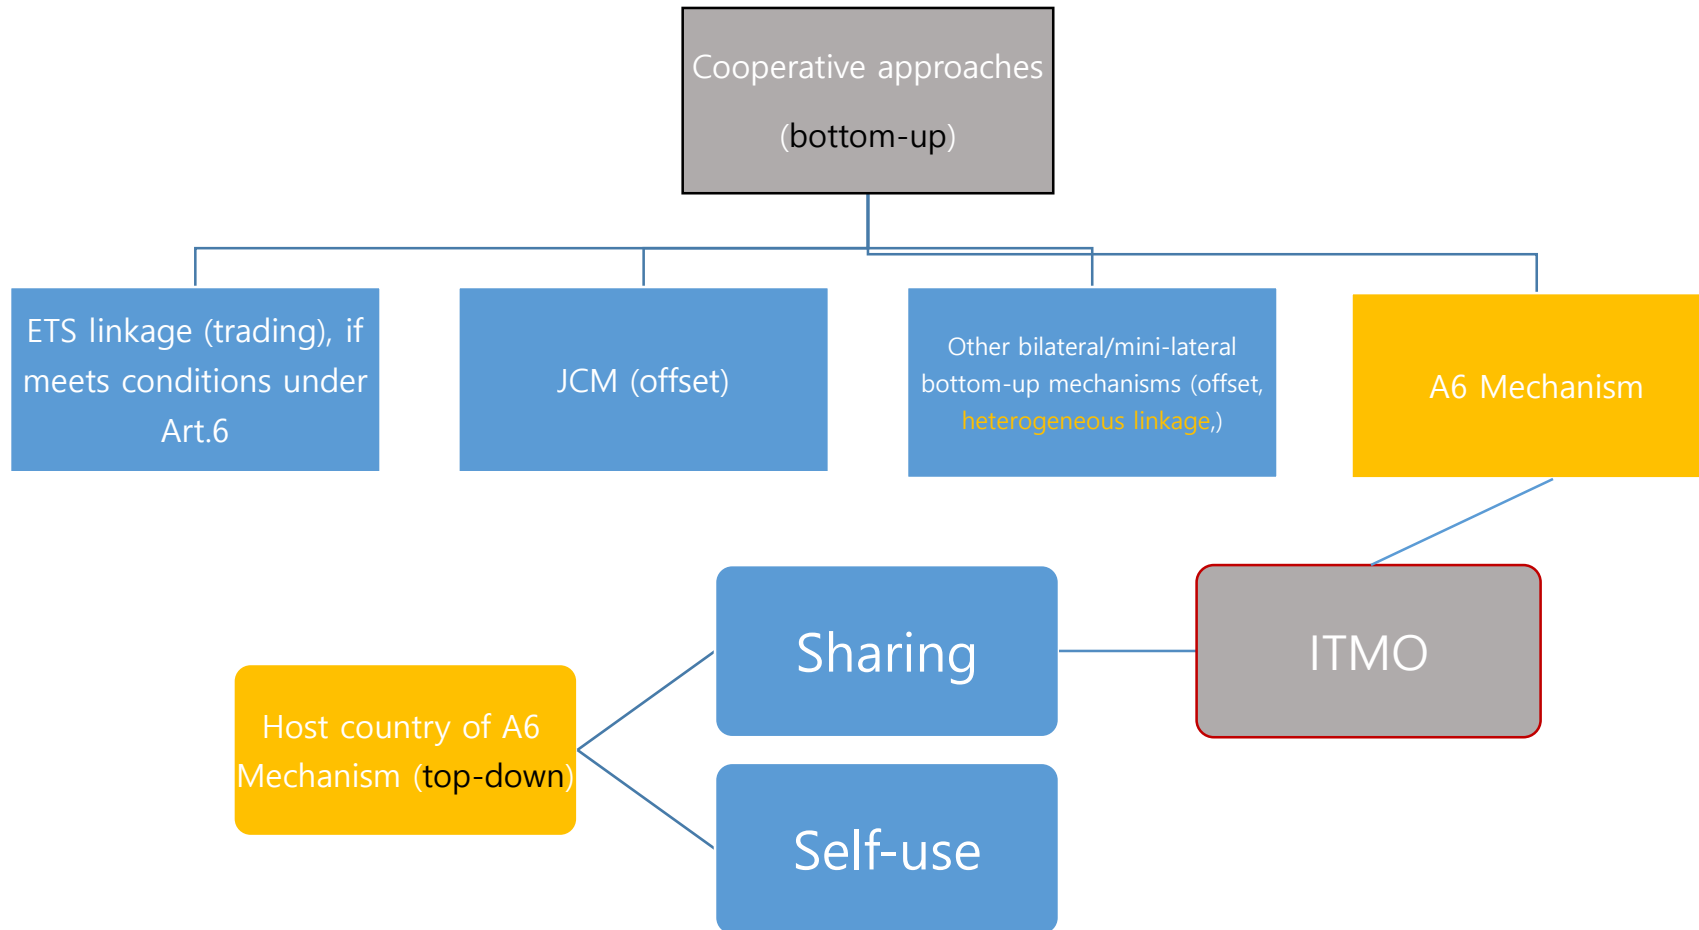 Cooperative approaches
(bottom-up)
ETS linkage (trading), if
meets conditions under
Art.6
JCM (offset)
Other bilateral/mini-lateral
bottom-up mechanisms (offset,
heterogeneous linkage,)
A6 Mechanism
Sharing
ITMO
Host country of A6
Mechanism (top-down)
Self-use